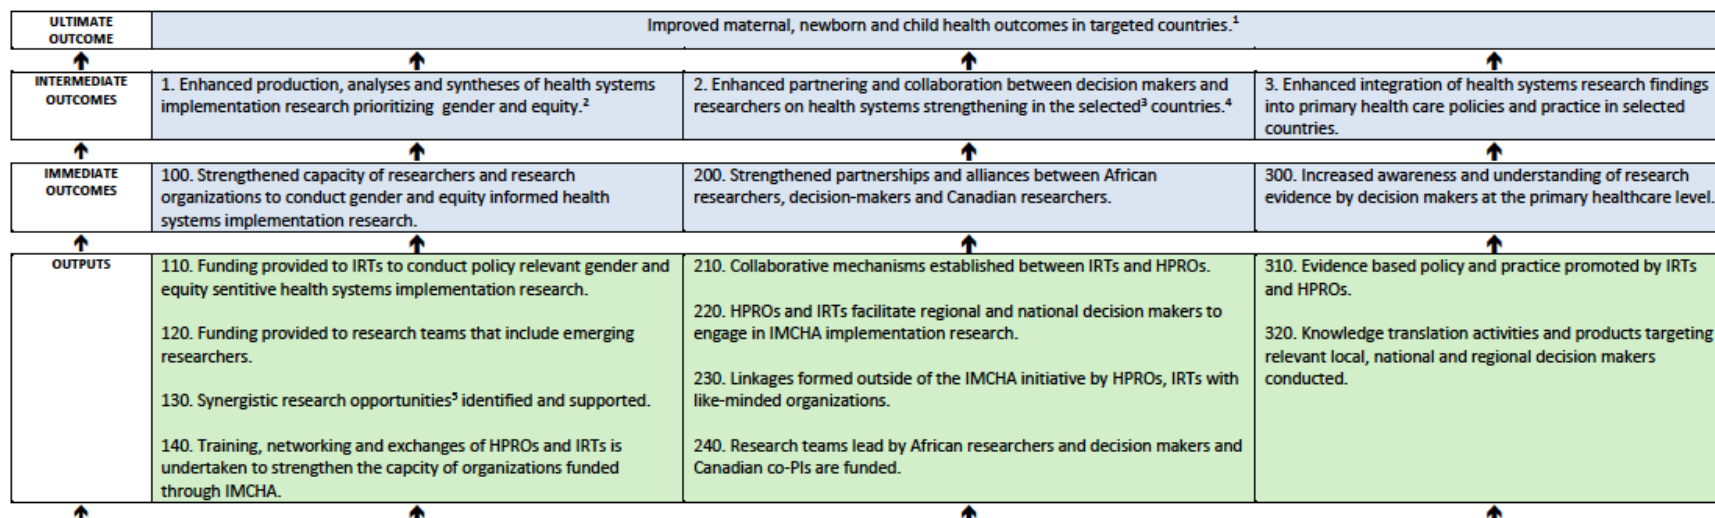 ULTIMATE
OUTCOME
Improved maternal, newborn and child health outcomes in targeted countries.¹
INTERMEDIATE
OUTCOMES
1. Enhanced production, analyses and syntheses of health systems
implementation research prioritizing gender and equity.²
2. Enhanced partnering and collaboration between decision makers and
researchers on health systems strengthening in the selected³ countries.⁴
3. Enhanced integration of health systems research findings
into primary health care policies and practice in selected
countries.
IMMEDIATE
OUTCOMES
100. Strengthened capacity of researchers and research
organizations to conduct gender and equity informed health
systems implementation research.
200. Strengthened partnerships and alliances between African
researchers, decision-makers and Canadian researchers.
300. Increased awareness and understanding of research
evidence by decision makers at the primary healthcare level.
OUTPUTS
110. Funding provided to IRTs to conduct policy relevant gender and
equity sentitive health systems implementation research.
120. Funding provided to research teams that include emerging
researchers.
130. Synergistic research opportunities⁵ identified and supported.
140. Training, networking and exchanges of HPROs and IRTs is
undertaken to strengthen the capcity of organizations funded
through IMCHA.
210. Collaborative mechanisms established between IRTs and HPROs.
220. HPROs and IRTs facilitate regional and national decision makers to
engage in IMCHA implementation research.
230. Linkages formed outside of the IMCHA initiative by HPROs, IRTs with
like-minded organizations.
240. Research teams lead by African researchers and decision makers and
Canadian co-PIs are funded.
310. Evidence based policy and practice promoted by IRTs
and HPROs.
320. Knowledge translation activities and products targeting
relevant local, national and regional decision makers
conducted.